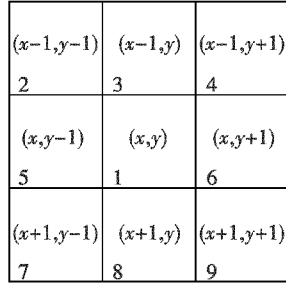 (x−1,y−1) (x−1,y) (x−1,y+1)
2 3 4
(x,y−1) (x,y) (x,y+1)
5 1 6
(x+1,y−1) (x+1,y) (x+1,y+1)
7 8 9